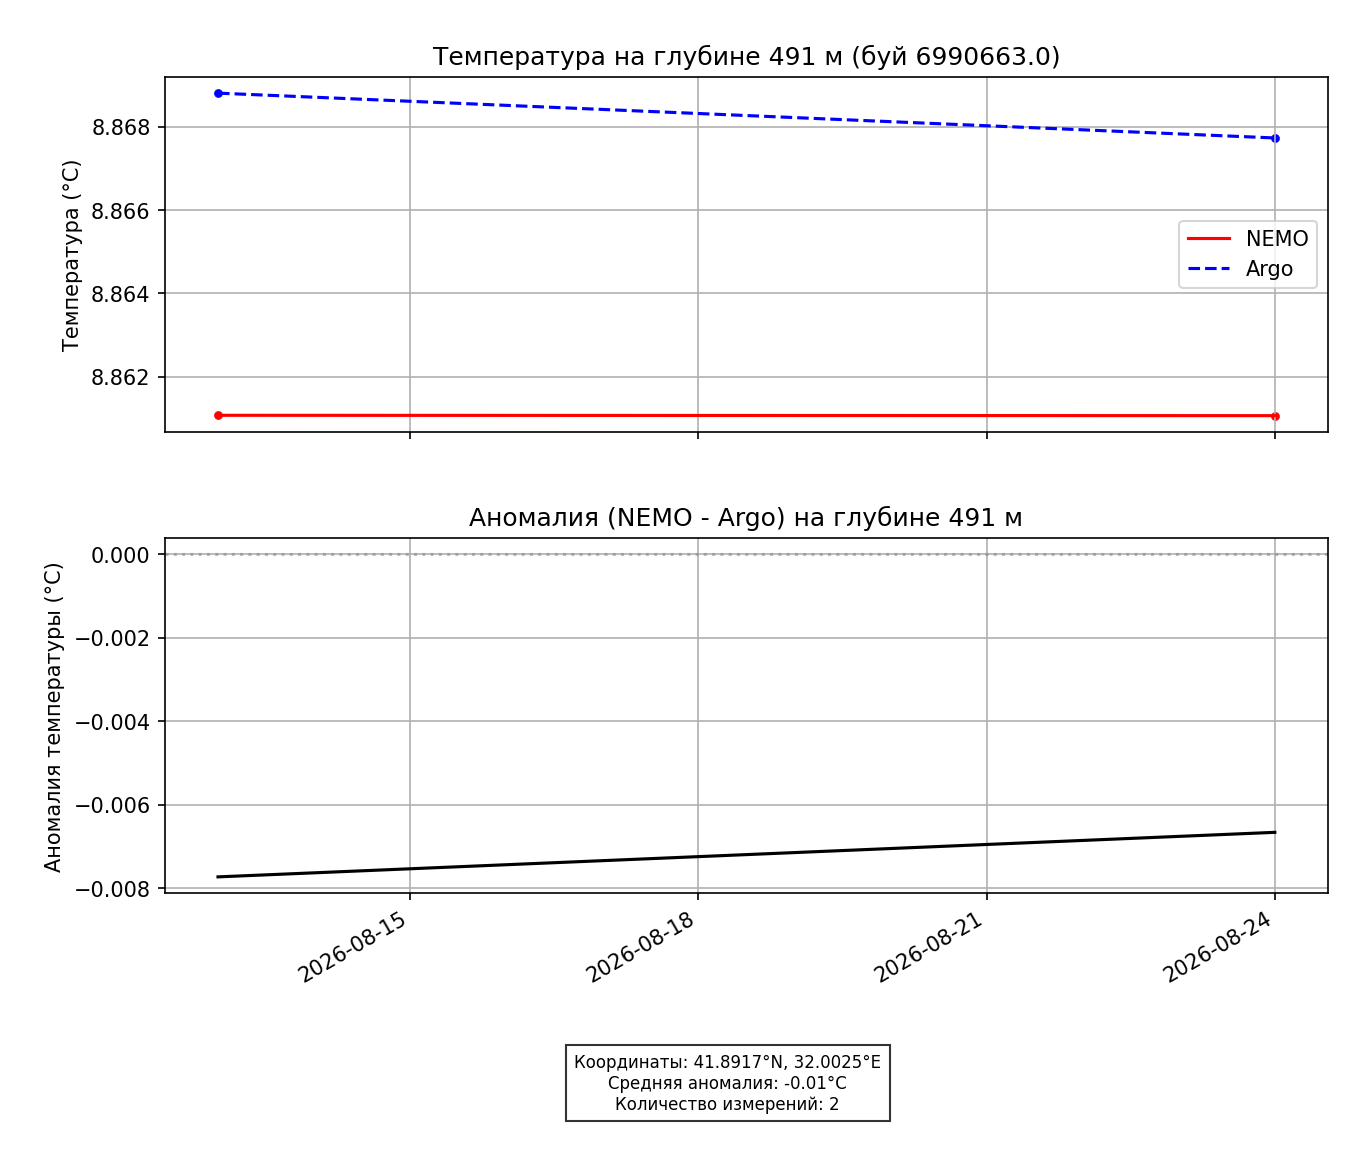 Температура на глубине 491 м (буй 6990663.0)
Температура (°C)
8.868
8.866
8.864
8.862
NEMO
Argo
Аномалия (NEMO - Argo) на глубине 491 м
Аномалия температуры (°C)
0.000
−0.002
−0.004
−0.006
−0.008
2026-08-15
2026-08-18
2026-08-21
2026-08-24
Координаты: 41.8917°N, 32.0025°E
Средняя аномалия: -0.01°C
Количество измерений: 2